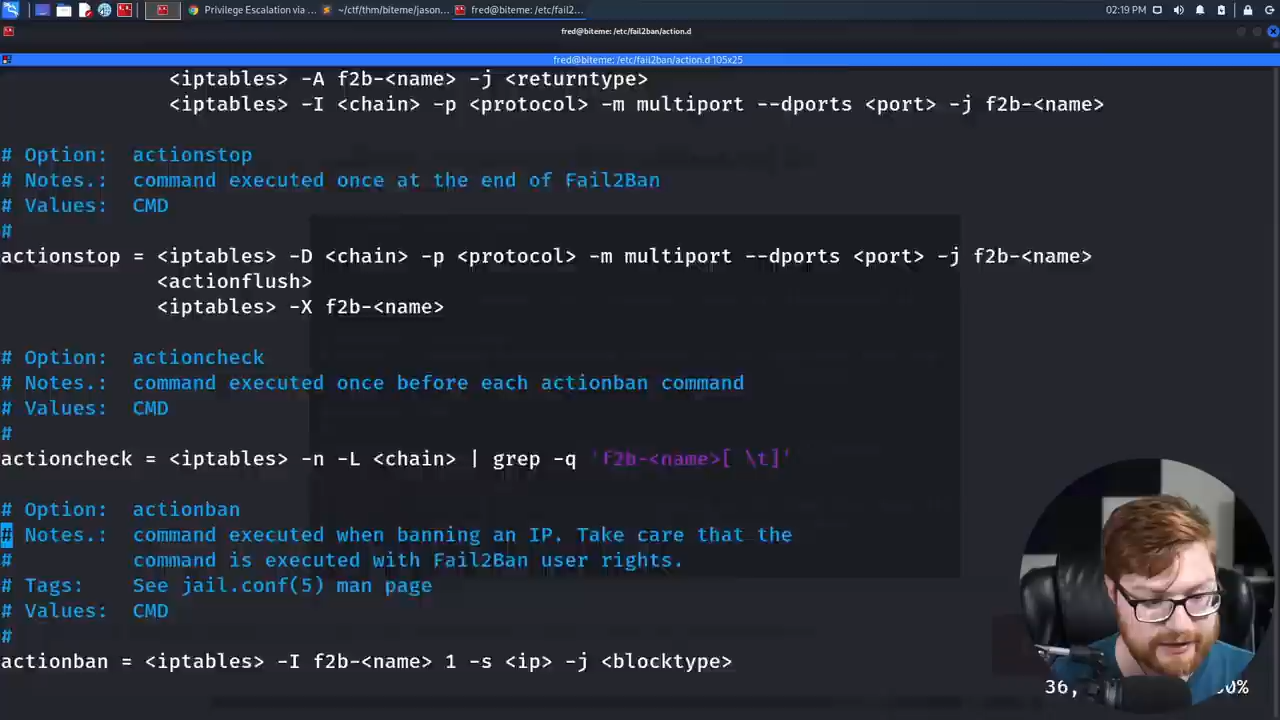 Privilege Escalation via ...
~/ctf/thm/biteme/jason...
fred@biteme: /etc/fail2...
02:19 PM
fred@biteme: /etc/fail2ban/action.d
fred@biteme: /etc/fail2ban/action.d 105x25
<iptables> -A f2b-<name> -j <returntype>
<iptables> -I <chain> -p <protocol> -m multiport --dports <port> -j f2b-<name>
# Option:  actionstop
# Notes.:  command executed once at the end of Fail2Ban
# Values:  CMD
#
actionstop = <iptables> -D <chain> -p <protocol> -m multiport --dports <port> -j f2b-<name>
<actionflush>
<iptables> -X f2b-<name>
# Option:  actioncheck
# Notes.:  command executed once before each actionban command
# Values:  CMD
#
actioncheck = <iptables> -n -L <chain> | grep -q 'f2b-<name>[ \t]'
# Option:  actionban
# Notes.:  command executed when banning an IP. Take care that the
#          command is executed with Fail2Ban user rights.
# Tags:    See jail.conf(5) man page
# Values:  CMD
#
actionban = <iptables> -I f2b-<name> 1 -s <ip> -j <blocktype>
36,